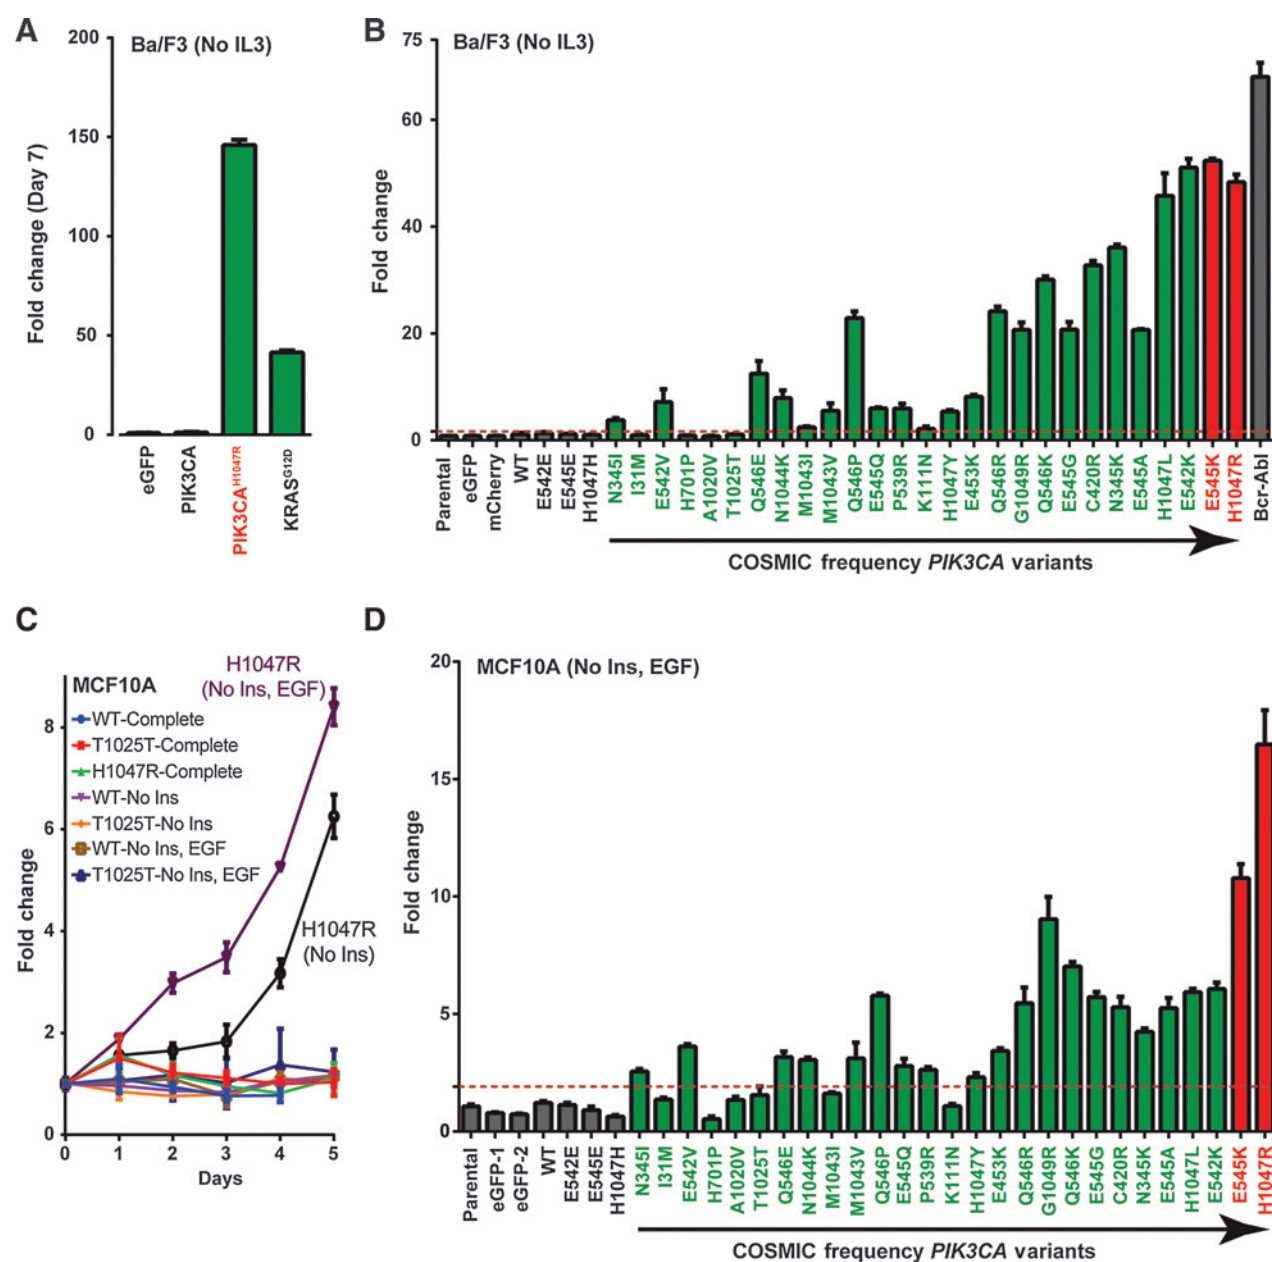 A
Ba/F3 (No IL3)
Fold change (Day 7)
200
150
100
50
0
eGFP
PIK3CA
PIK3CA^H1047R
KRAS^G12D
B
Ba/F3 (No IL3)
Fold change
75
60
40
20
0
Parental
eGFP
mCherry
WT
E542E
E545E
H1047H
N345I
I31M
E542V
H701P
A1020V
T1025T
Q546E
N1044K
M1043I
M1043V
Q546P
E545Q
P539R
K111N
H1047Y
E453K
Q546R
G1049R
Q546K
E545G
C420R
N345K
E545A
H1047L
E542K
E545K
H1047R
Bcr-Abl
COSMIC frequency PIK3CA variants
C
H1047R
(No Ins, EGF)
MCF10A
WT-Complete
T1025T-Complete
H1047R-Complete
WT-No Ins
T1025T-No Ins
WT-No Ins, EGF
T1025T-No Ins, EGF
H1047R
(No Ins)
Fold change
8
6
4
2
0
0 1 2 3 4 5
Days
D
MCF10A (No Ins, EGF)
Fold change
20
15
10
5
0
Parental
eGFP-1
eGFP-2
WT
E542E
E545E
H1047H
N345I
I31M
E542V
H701P
A1020V
T1025T
Q546E
N1044K
M1043I
M1043V
Q546P
E545Q
P539R
K111N
H1047Y
E453K
Q546R
G1049R
Q546K
E545G
C420R
N345K
E545A
H1047L
E542K
E545K
H1047R
COSMIC frequency PIK3CA variants